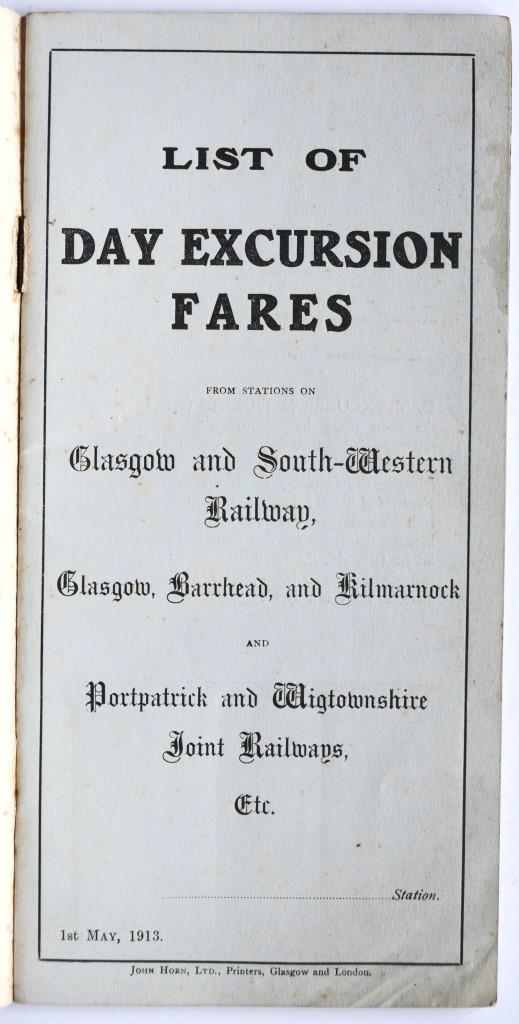 LIST OF
DAY EXCURSION
FARES
FROM STATIONS ON
Glasgow and South-Western
Railway,
Glasgow, Barrhead, and Kilmarnock
AND
Portpatrick and Wigtownshire
Joint Railways,
Etc.
Station.
1st MAY, 1913.
JOHN HORN, LTD., Printers, Glasgow and London.